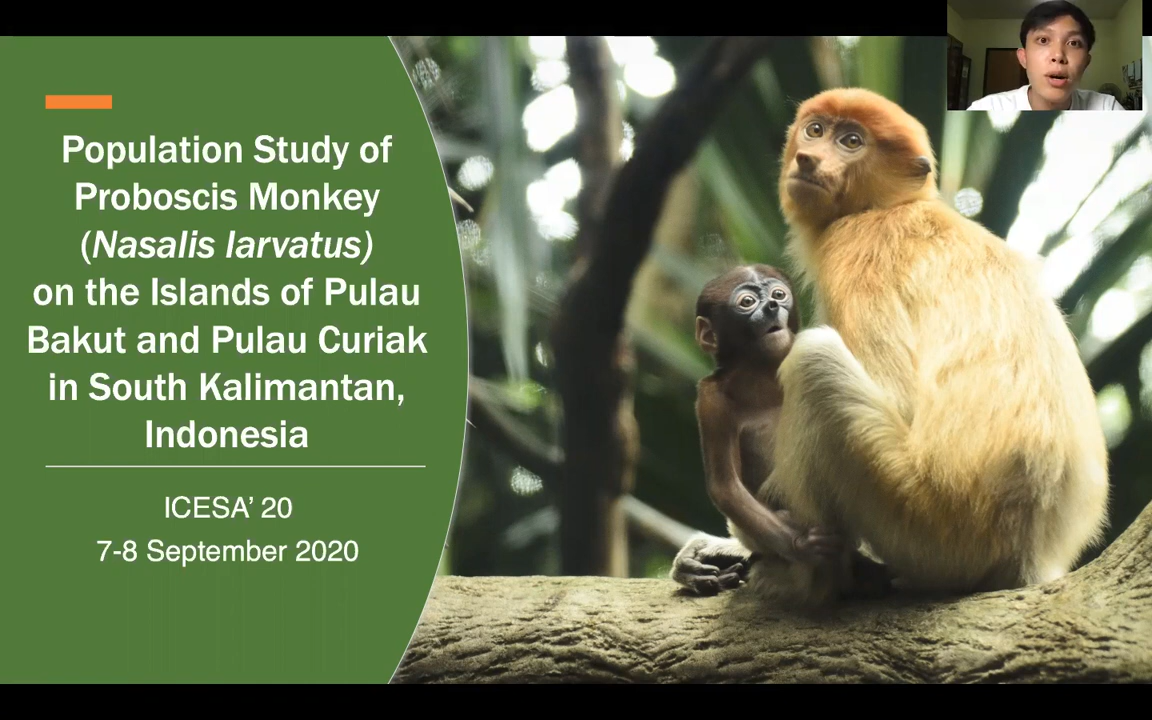 Population Study of
Proboscis Monkey
(Nasalis larvatus)
on the Islands of Pulau
Bakut and Pulau Curiak
in South Kalimantan,
Indonesia
ICESA’ 20
7-8 September 2020